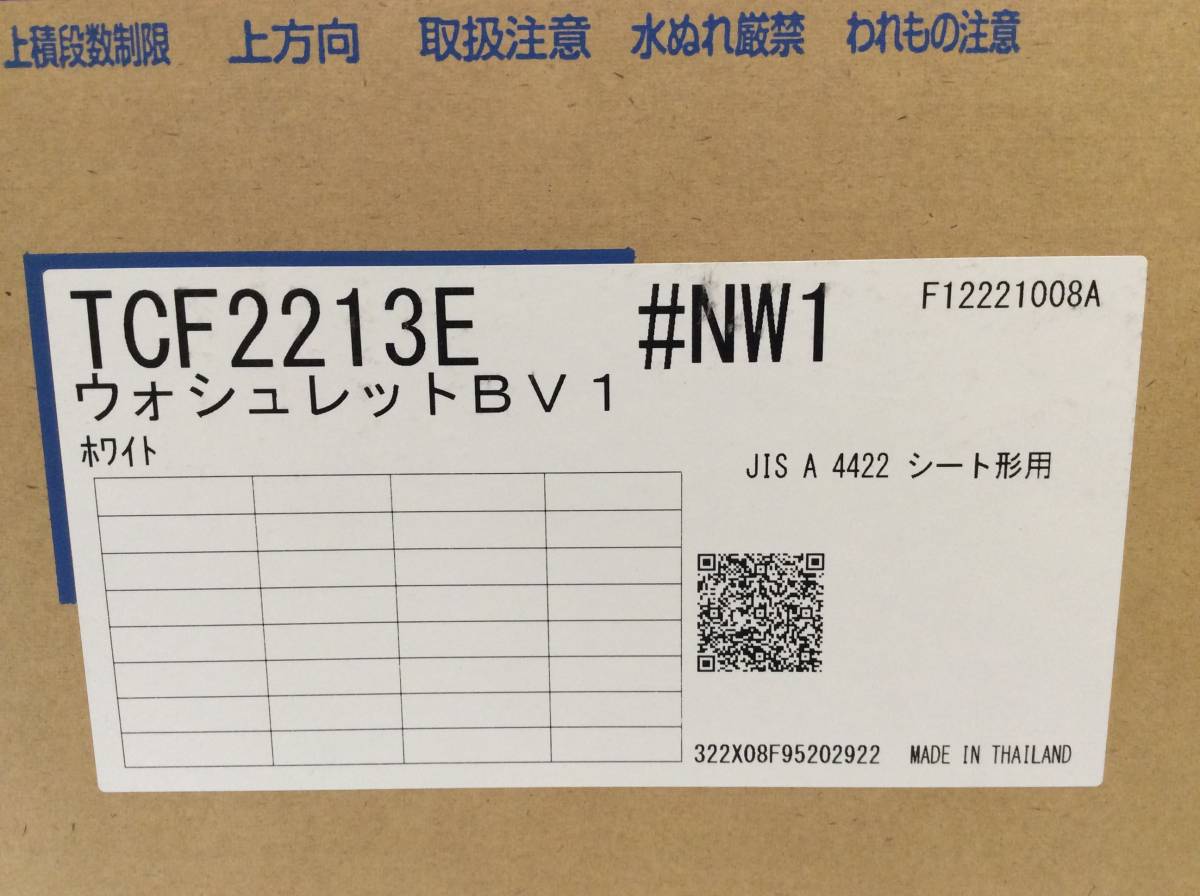 上積段数制限 上方向 取扱注意 水ぬれ厳禁 われもの注意
TCF2213E #NW1 F12221008A
ウォシュレットＢＶ１
ﾎﾜｲﾄ
JIS A 4422 シート形用
322X08F95202922 MADE IN THAILAND